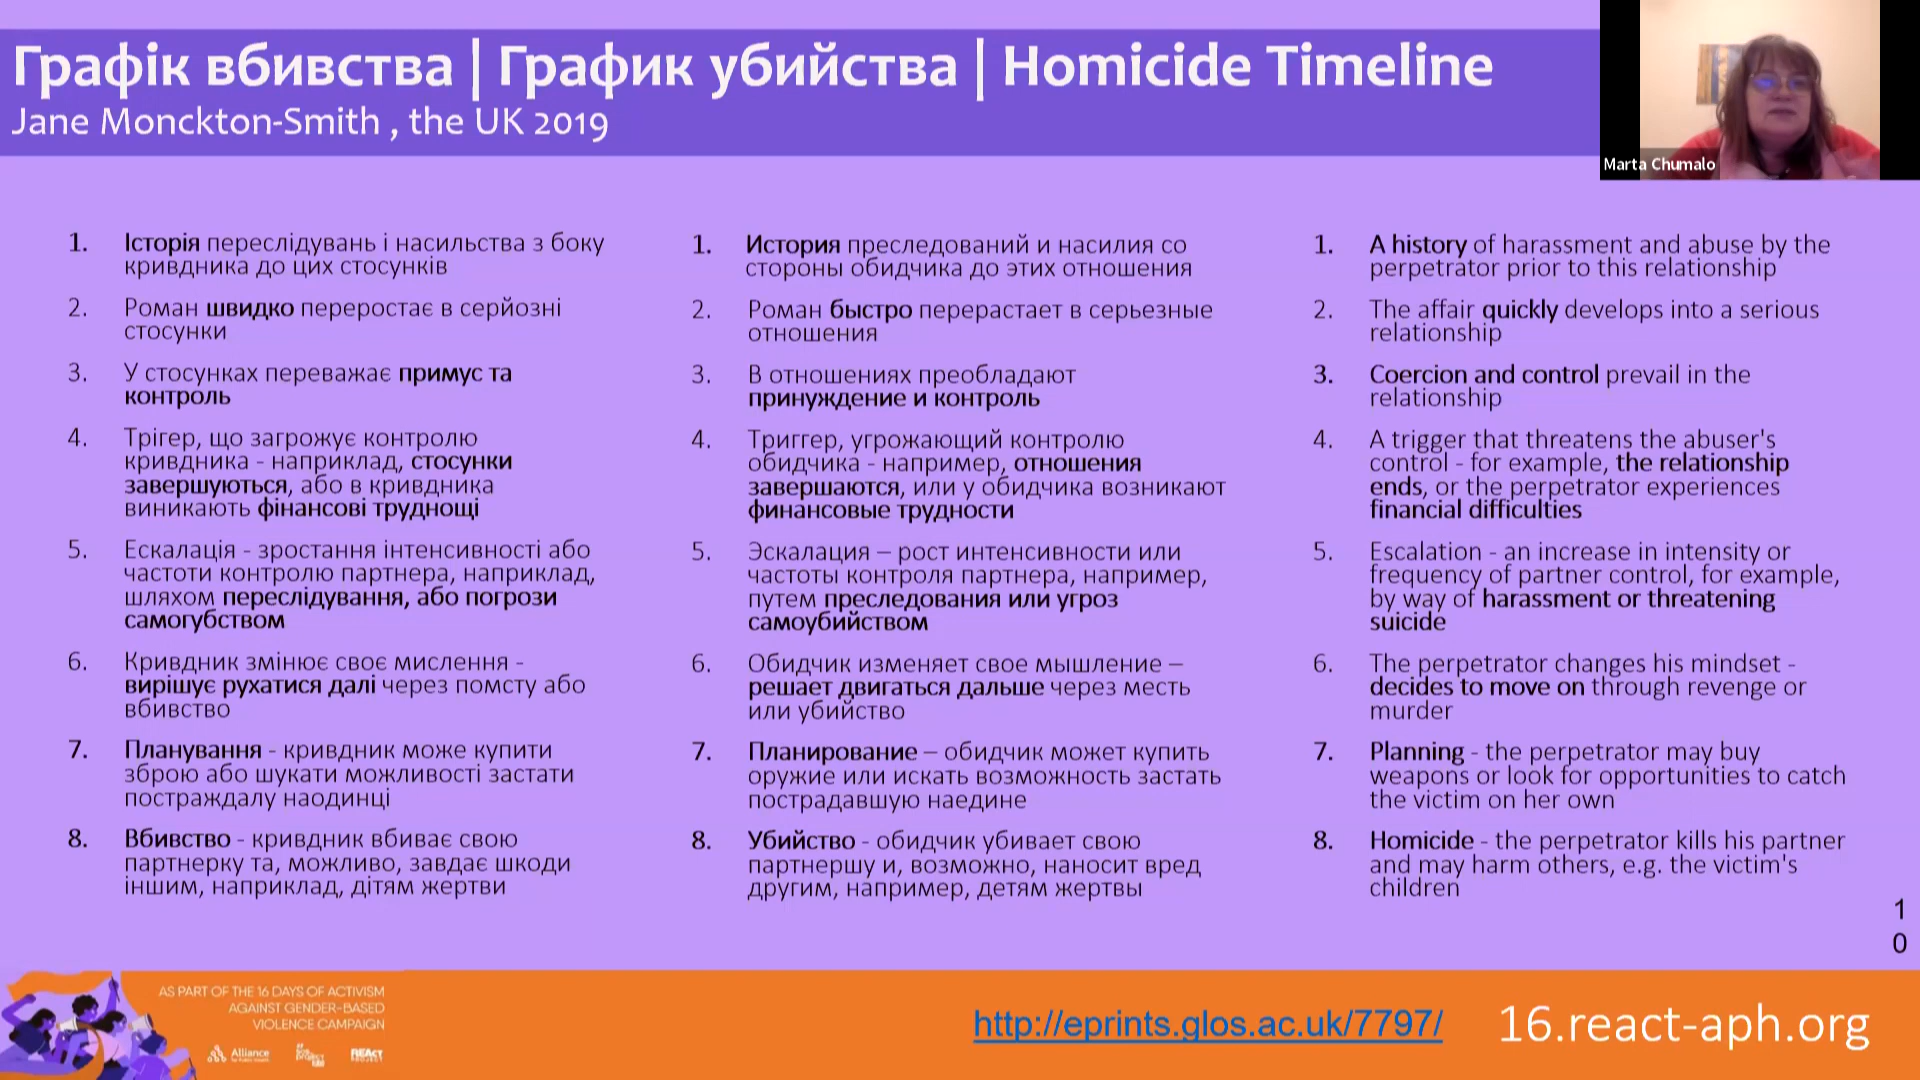 Графік вбивства | График убийства | Homicide Timeline
Jane Monckton-Smith , the UK 2019
Marta Chumalo
1. Історія переслідувань і насильства з боку
кривдника до цих стосунків
2. Роман швидко переростає в серйозні
стосунки
3. У стосунках переважає примус та
контроль
4. Трігер, що загрожує контролю
кривдника - наприклад, стосунки
завершуються, або в кривдника
виникають фінансові труднощі
5. Ескалація - зростання інтенсивності або
частоти контролю партнера, наприклад,
шляхом переслідування, або погрози
самогубством
6. Кривдник змінює своє мислення -
вирішує рухатися далі через помсту або
вбивство
7. Планування - кривдник може купити
зброю або шукати можливості застати
постраждалу наодинці
8. Вбивство - кривдник вбиває свою
партнерку та, можливо, завдає шкоди
іншим, наприклад, дітям жертви
1. История преследований и насилия со
стороны обидчика до этих отношения
2. Роман быстро перерастает в серьезные
отношения
3. В отношениях преобладают
принуждение и контроль
4. Триггер, угрожающий контролю
обидчика - например, отношения
завершаются, или у обидчика возникают
финансовые трудности
5. Эскалация – рост интенсивности или
частоты контроля партнера, например,
путем преследования или угроз
самоубийством
6. Обидчик изменяет свое мышление –
решает двигаться дальше через месть
или убийство
7. Планирование – обидчик может купить
оружие или искать возможность застать
пострадавшую наедине
8. Убийство - обидчик убивает свою
партнершу и, возможно, наносит вред
другим, например, детям жертвы
1. A history of harassment and abuse by the
perpetrator prior to this relationship
2. The affair quickly develops into a serious
relationship
3. Coercion and control prevail in the
relationship
4. A trigger that threatens the abuser's
control - for example, the relationship
ends, or the perpetrator experiences
financial difficulties
5. Escalation - an increase in intensity or
frequency of partner control, for example,
by way of harassment or threatening
suicide
6. The perpetrator changes his mindset -
decides to move on through revenge or
murder
7. Planning - the perpetrator may buy
weapons or look for opportunities to catch
the victim on her own
8. Homicide - the perpetrator kills his partner
and may harm others, e.g. the victim's
children
1
0
AS PART OF THE 16 DAYS OF ACTIVISM
AGAINST GENDER-BASED
VIOLENCE CAMPAIGN
Alliance
REAct
http://eprints.glos.ac.uk/7797/
16.react-aph.org